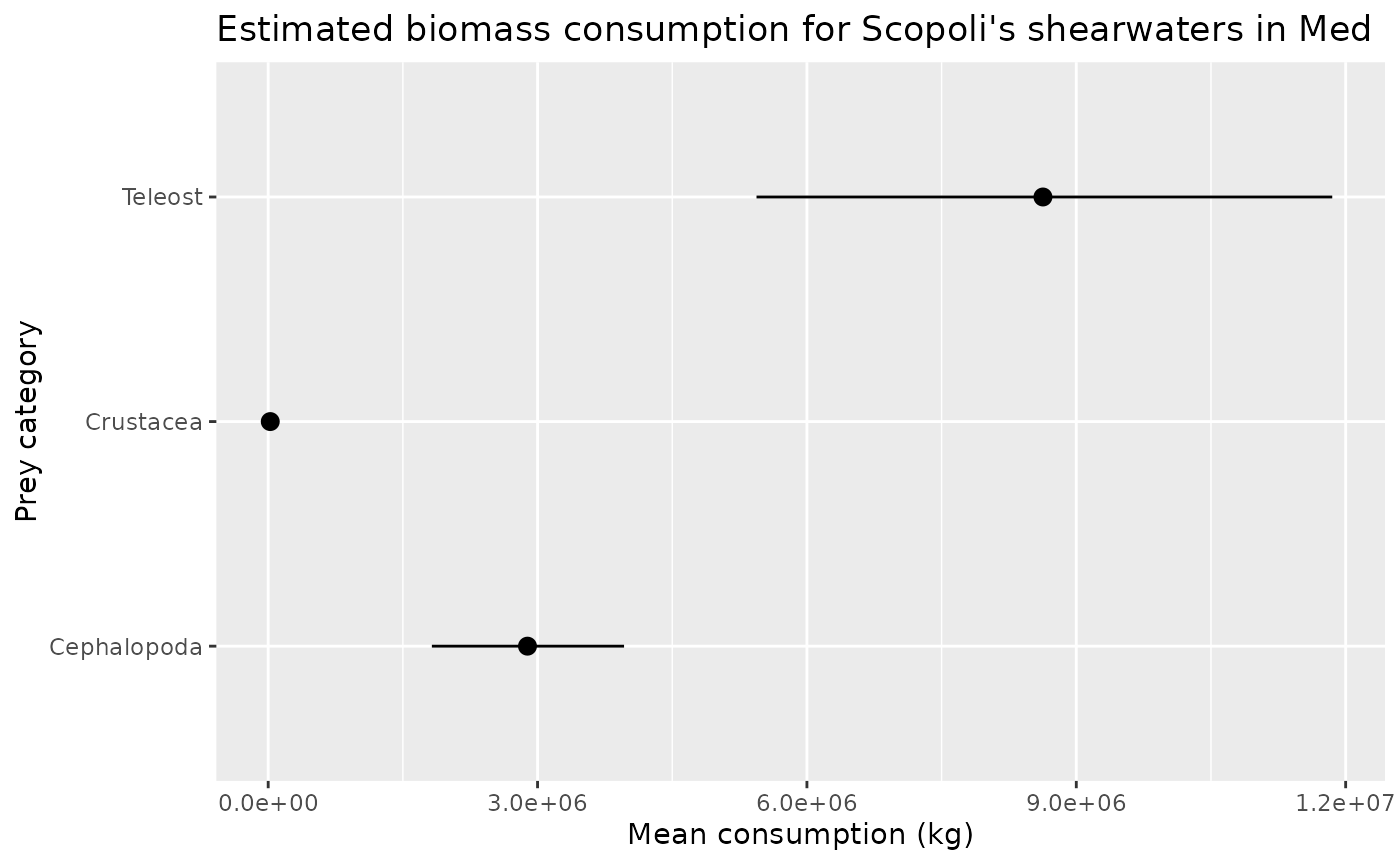 Estimated biomass consumption for Scopoli's shearwaters in Med
Prey category
Teleost
Crustacea
Cephalopoda
0.0e+00 3.0e+06 6.0e+06 9.0e+06 1.2e+07
Mean consumption (kg)